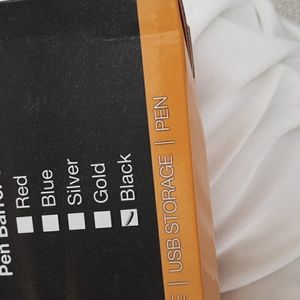 Pen Barrel
Red
Blue
Silver
Gold
Black
E | USB STORAGE | PEN